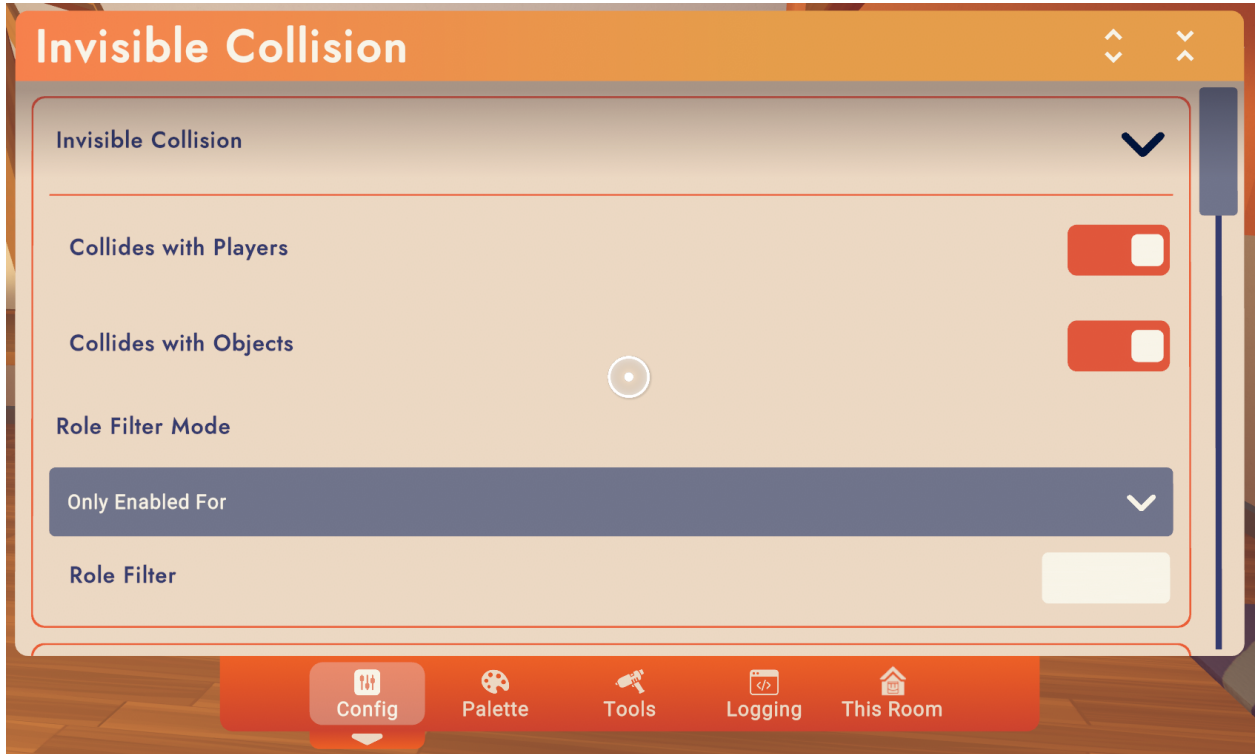 Invisible Collision
Invisible Collision
Collides with Players
Collides with Objects
Role Filter Mode
Only Enabled For
Role Filter
Config
Palette
Tools
Logging
This Room